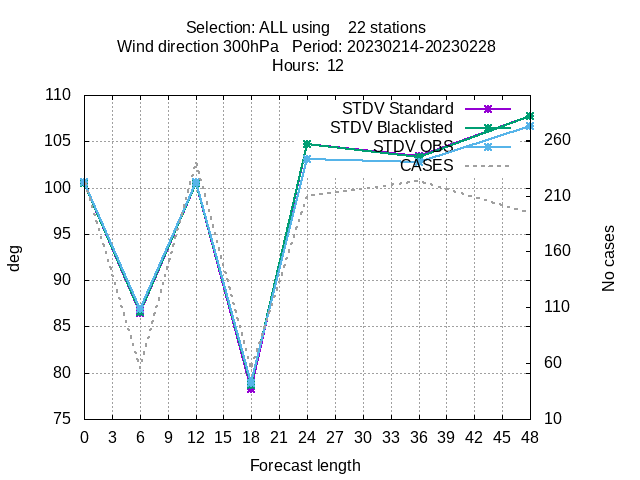 Selection: ALL using    22 stations
Wind direction 300hPa   Period: 20230214-20230228
Hours:  12
STDV Standard
STDV Blacklisted
STDV OBS
CASES
110
105
100
95
90
85
80
75
deg
260
210
160
110
60
10
No cases
0 3 6 9 12 15 18 21 24 27 30 33 36 39 42 45 48
Forecast length